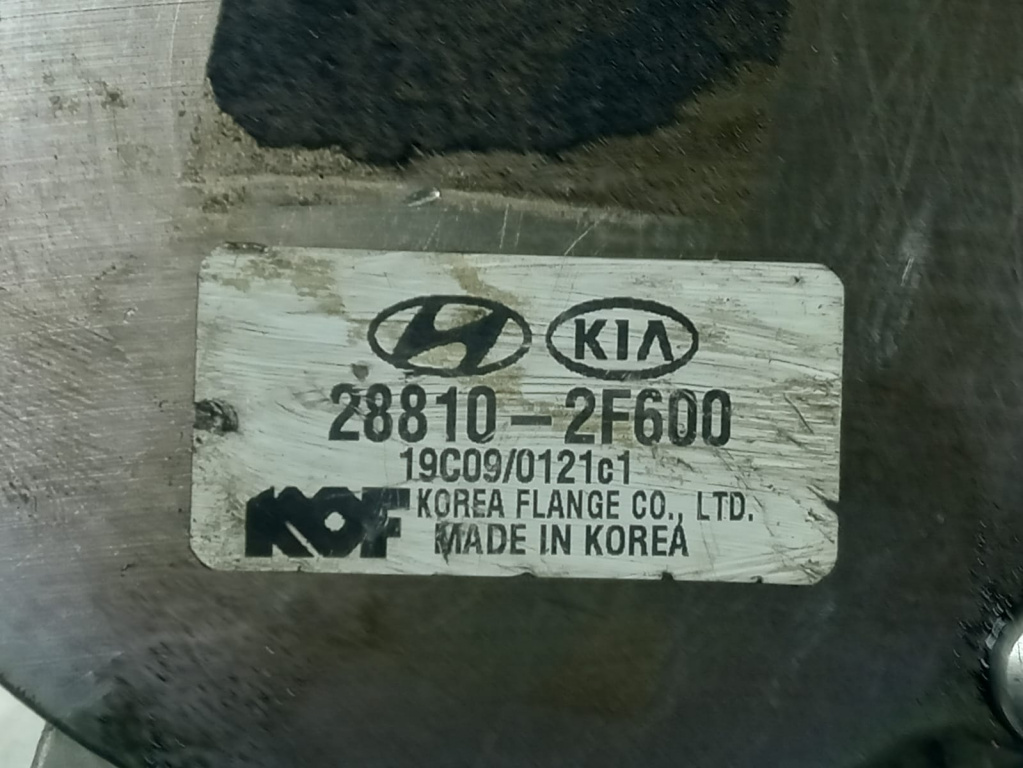 KIA
28810-2F600
19C09/0121c1
KOF KOREA FLANGE CO., LTD.
MADE IN KOREA